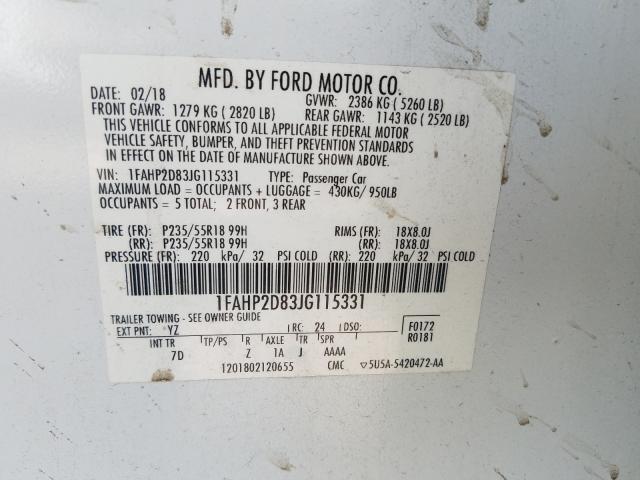 MFD. BY FORD MOTOR CO.
DATE: 02/18 GVWR: 2386 KG ( 5260 LB)
FRONT GAWR: 1279 KG ( 2820 LB) REAR GAWR: 1143 KG ( 2520 LB)
THIS VEHICLE CONFORMS TO ALL APPLICABLE FEDERAL MOTOR
VEHICLE SAFETY, BUMPER, AND THEFT PREVENTION STANDARDS
IN EFFECT ON THE DATE OF MANUFACTURE SHOWN ABOVE.
VIN: 1FAHP2D83JG115331 TYPE: Passenger Car
MAXIMUM LOAD = OCCUPANTS + LUGGAGE = 430KG/ 950LB
OCCUPANTS = 5 TOTAL; 2 FRONT, 3 REAR
TIRE (FR): P235/55R18 99H RIMS (FR): 18X8.0J
(RR): P235/55R18 99H (RR): 18X8.0J
PRESSURE (FR): 220 kPa/ 32 PSI COLD (RR): 220 kPa/ 32 PSI COLD
1FAHP2D83JG115331
TRAILER TOWING - SEE OWNER GUIDE
EXT PNT: YZ RC: 24 DSO: F0172
R0181
INT TR TP/PS R AXLE TR SPR
7D Z 1A J AAAA
1201802120655 CMC ▽5U5A-5420472-AA